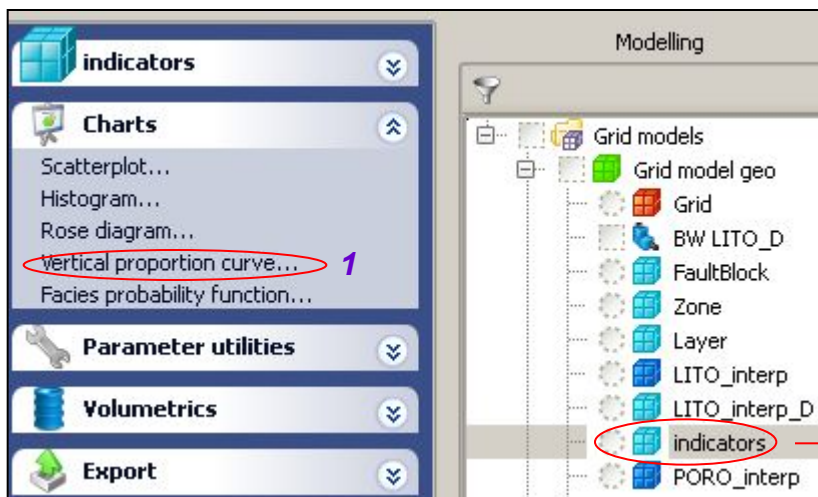 indicators
Charts
Scatterplot...
Histogram...
Rose diagram...
Vertical proportion curve... 1
Facies probability function...
Parameter utilities
Volumetrics
Export
Modelling
Grid models
Grid model geo
Grid
BW LITO_D
FaultBlock
Zone
Layer
LITO_interp
LITO_interp_D
indicators
PORO_interp